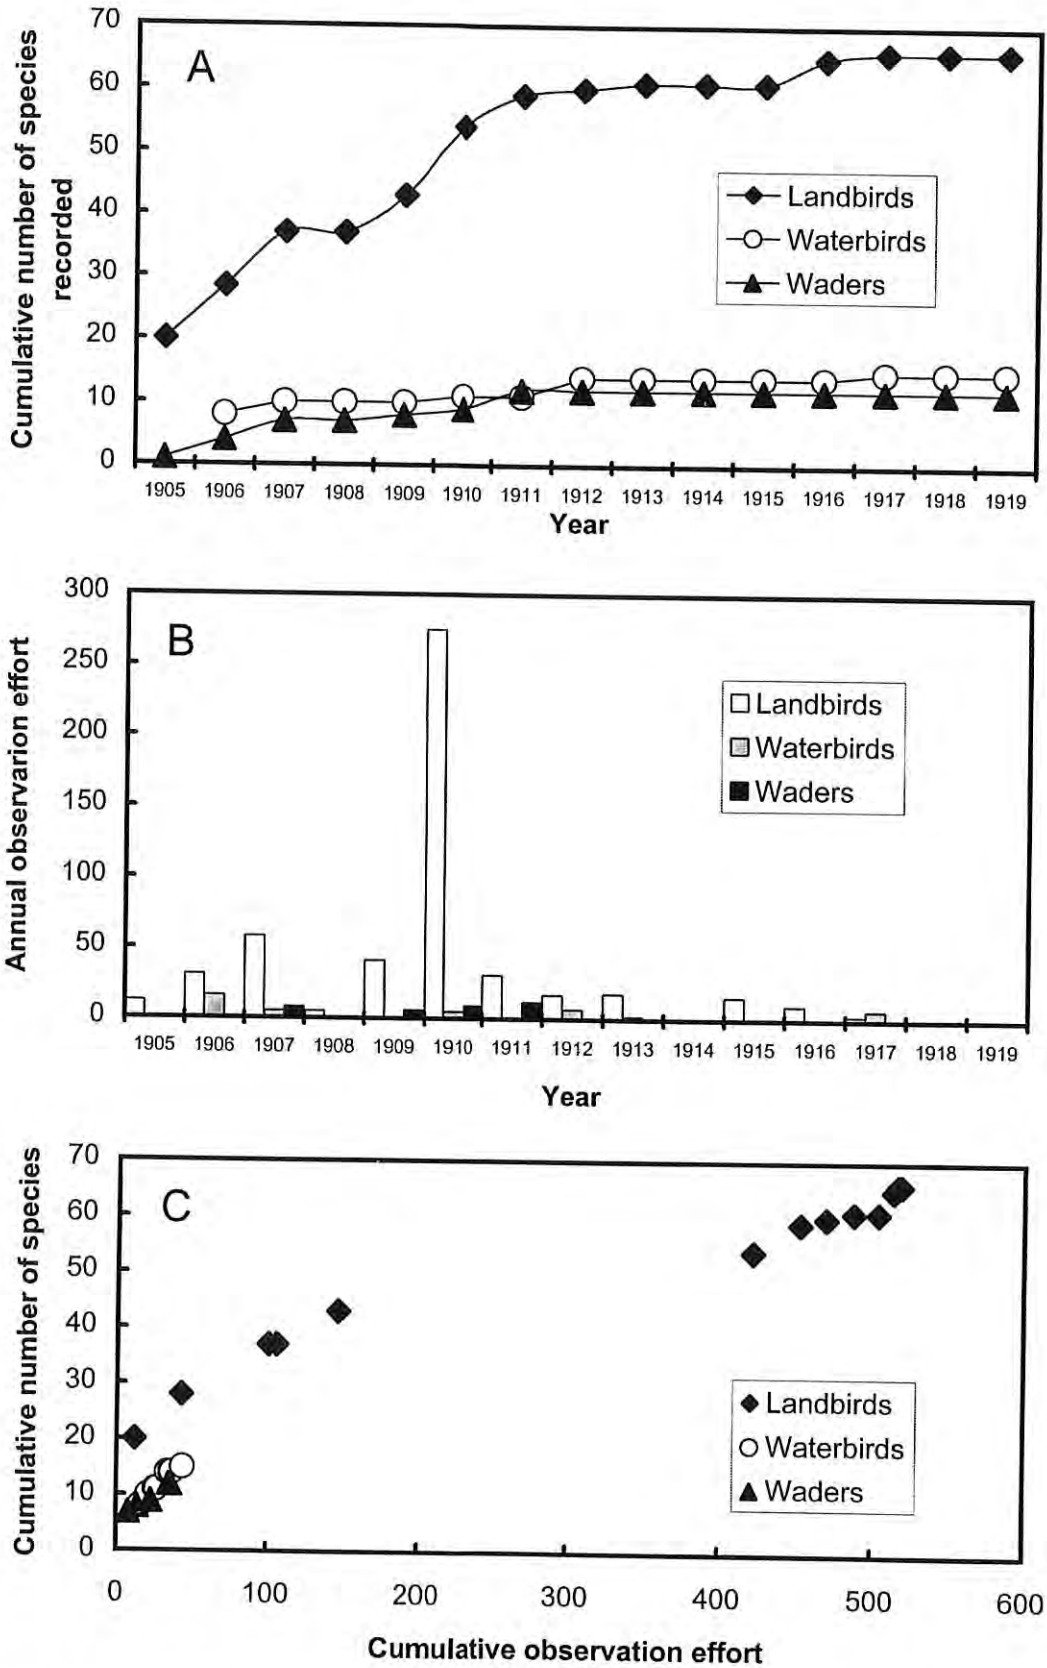 A
Cumulative number of species
recorded
70
60
50
40
30
20
10
0
Landbirds
Waterbirds
Waders
1905 1906 1907 1908 1909 1910 1911 1912 1913 1914 1915 1916 1917 1918 1919
Year
B
Annual observarion effort
300
250
200
150
100
50
0
Landbirds
Waterbirds
Waders
1905 1906 1907 1908 1909 1910 1911 1912 1913 1914 1915 1916 1917 1918 1919
Year
C
Cumulative number of species
70
60
50
40
30
20
10
0
Landbirds
Waterbirds
Waders
0 100 200 300 400 500 600
Cumulative observation effort